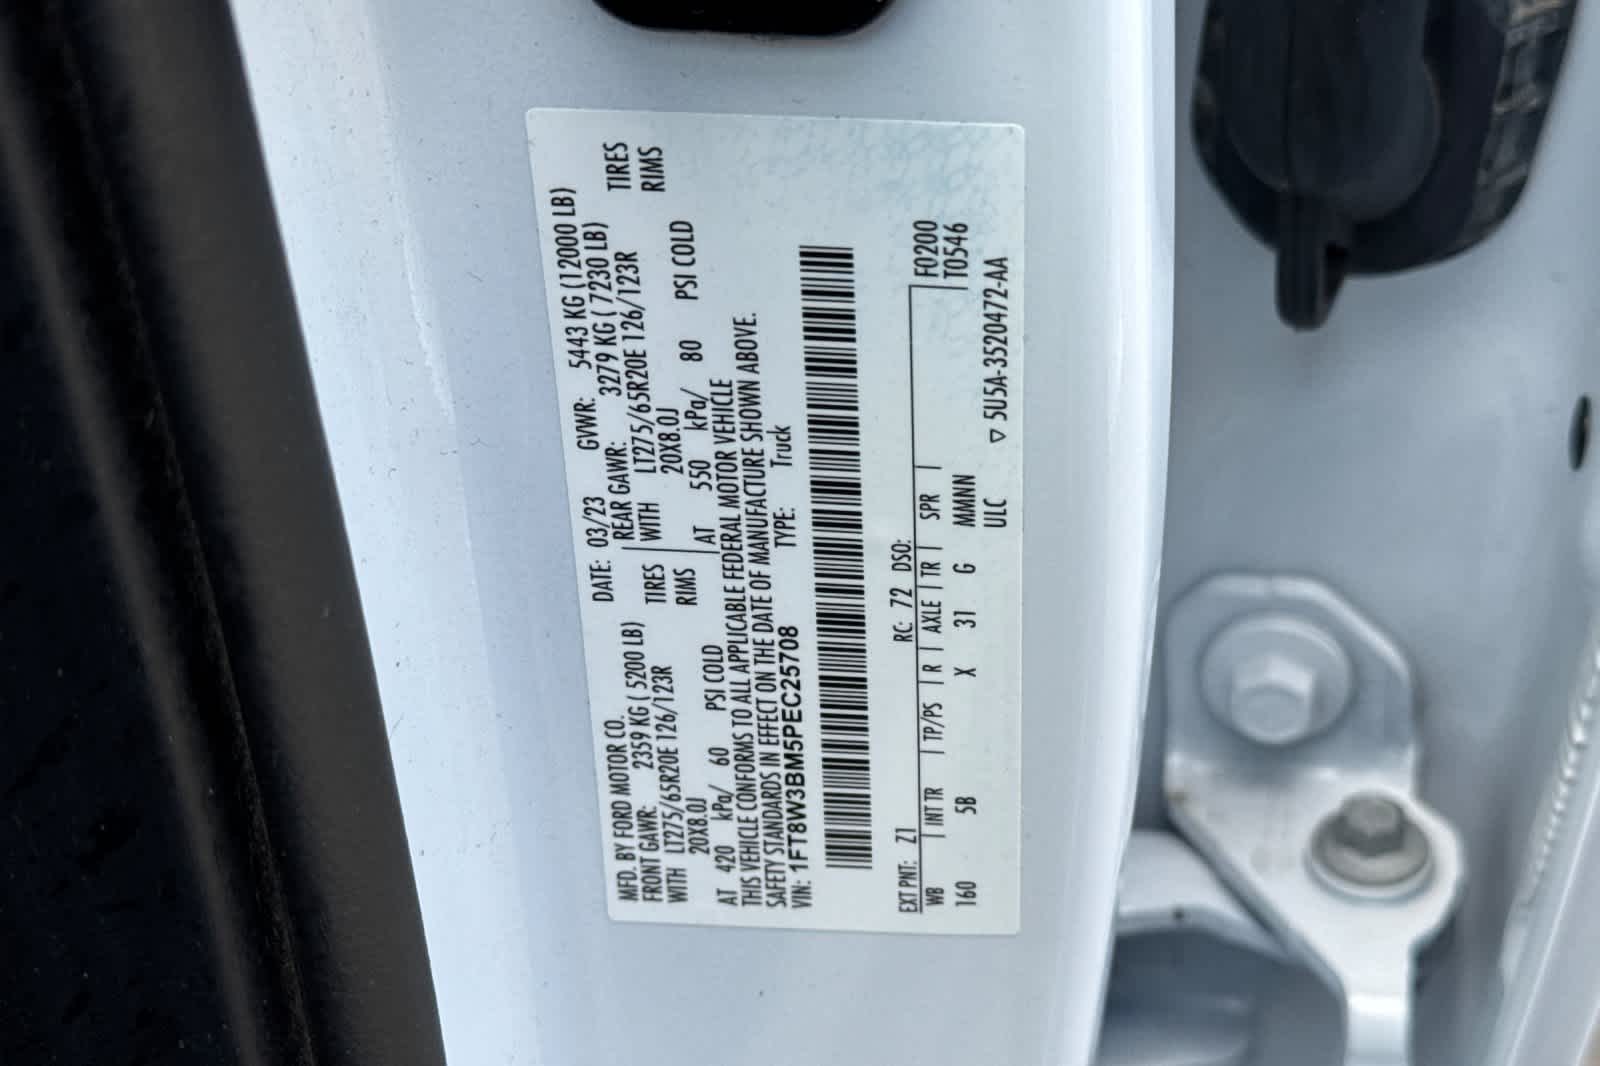 MFD. BY FORD MOTOR CO. DATE: 03/23 GVWR: 5443 KG (12000 LB)
FRONT GAWR: 2359 KG ( 5200 LB) REAR GAWR: 3279 KG ( 7230 LB)
WITH LT275/65R20E 126/123R TIRES WITH LT275/65R20E 126/123R TIRES
20X8.0J RIMS 20X8.0J RIMS
AT 420 kPa/ 60 PSI COLD AT 550 kPa/ 80 PSI COLD
THIS VEHICLE CONFORMS TO ALL APPLICABLE FEDERAL MOTOR VEHICLE
SAFETY STANDARDS IN EFFECT ON THE DATE OF MANUFACTURE SHOWN ABOVE.
VIN: 1FT8W3BM5PEC25708 TYPE: Truck
EXT PNT: Z1 RC: 72 DSO: F0200
WB INT TR TP/PS R AXLE TR SPR T0546
160 5B X 31 G MMNN
ULC ▽ 5U5A-3520472-AA